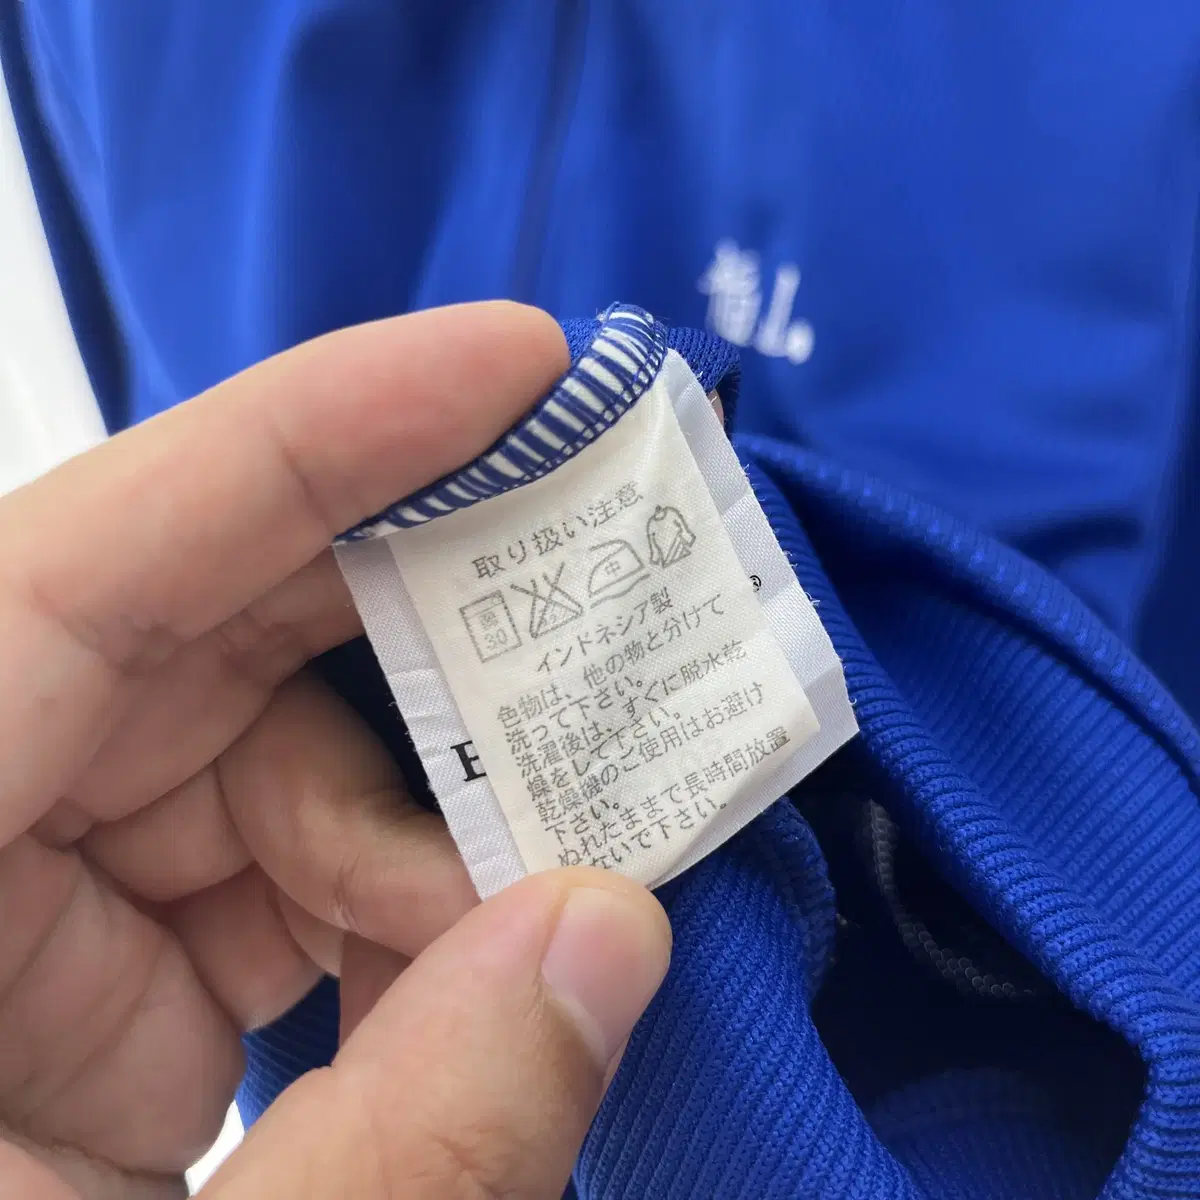 取り扱い注意
30
中
インドネシア製
色物は、他の物と分けて
洗って下さい。
洗濯後は、すぐに脱水乾
燥をして下さい。
乾燥機のご使用はお避け
下さい。
ぬれたままで長時間放置
ないで下さい。